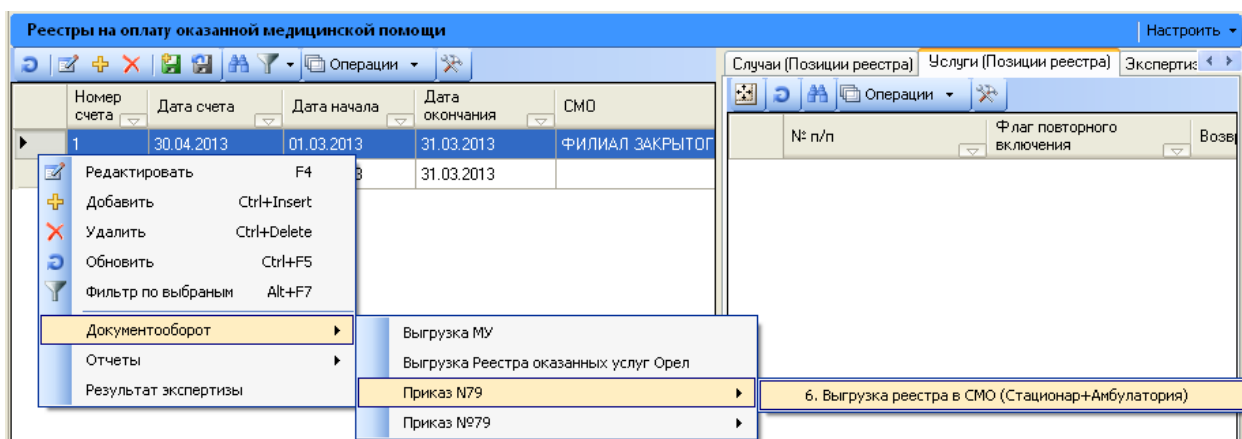 Реестры на оплату оказанной медицинской помощи
Настроить
Операции
Случаи (Позиции реестра) Услуги (Позиции реестра) Экспертиз
Операции
Номер счета Дата счета Дата начала Дата окончания СМО
№ п/п Флаг повторного включения Возвр
1 30.04.2013 01.03.2013 31.03.2013 ФИЛИАЛ ЗАКРЫТОГ
3 31.03.2013
Редактировать F4
Добавить Ctrl+Insert
Удалить Ctrl+Delete
Обновить Ctrl+F5
Фильтр по выбраным Alt+F7
Документооборот
Отчеты
Результат экспертизы
Выгрузка МУ
Выгрузка Реестра оказанных услуг Орел
Приказ N79
Приказ №79
6. Выгрузка реестра в СМО (Стационар+Амбулатория)